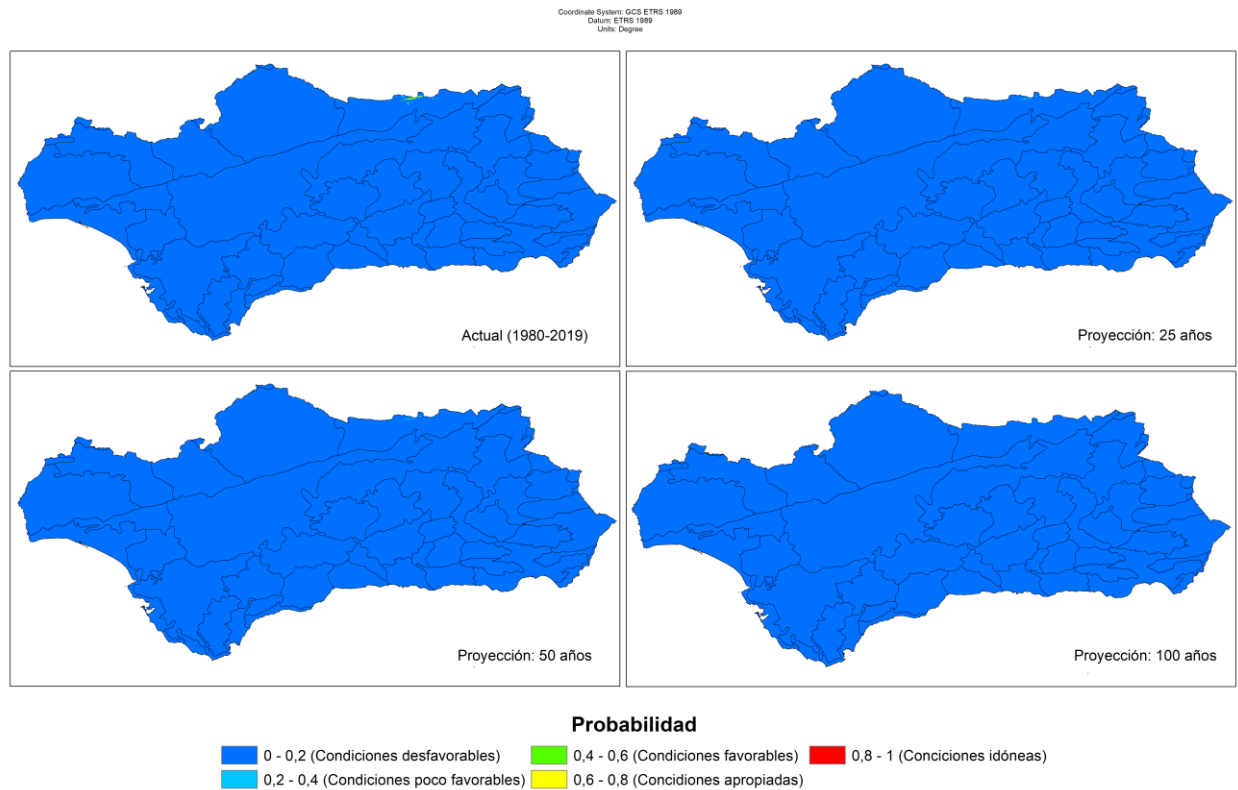 Coordinate System: GCS ETRS 1989
Datum: ETRS 1989
Units: Degree
Actual (1980-2019)
Proyección: 25 años
Proyección: 50 años
Proyección: 100 años
Probabilidad
0 - 0,2 (Condiciones desfavorables)
0,4 - 0,6 (Condiciones favorables)
0,8 - 1 (Conciciones idóneas)
0,2 - 0,4 (Condiciones poco favorables)
0,6 - 0,8 (Concidiones apropiadas)